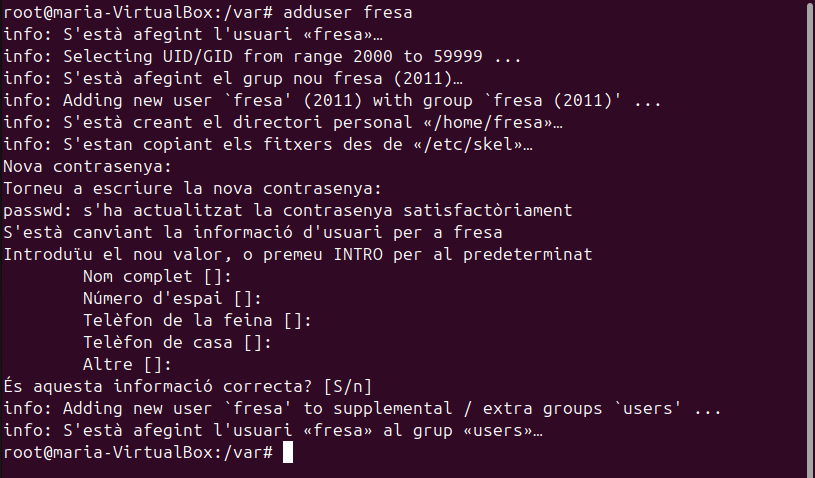 root@maria-VirtualBox:/var# adduser fresa
info: S'està afegint l'usuari «fresa»…
info: Selecting UID/GID from range 2000 to 59999 ...
info: S'està afegint el grup nou fresa (2011)…
info: Adding new user `fresa' (2011) with group `fresa (2011)' ...
info: S'està creant el directori personal «/home/fresa»…
info: S'estan copiant els fitxers des de «/etc/skel»…
Nova contrasenya:
Torneu a escriure la nova contrasenya:
passwd: s'ha actualitzat la contrasenya satisfactòriament
S'està canviant la informació d'usuari per a fresa
Introduïu el nou valor, o premeu INTRO per al predeterminat
        Nom complet []:
        Número d'espai []:
        Telèfon de la feina []:
        Telèfon de casa []:
        Altre []:
És aquesta informació correcta? [S/n]
info: Adding new user `fresa' to supplemental / extra groups `users' ...
info: S'està afegint l'usuari «fresa» al grup «users»…
root@maria-VirtualBox:/var#